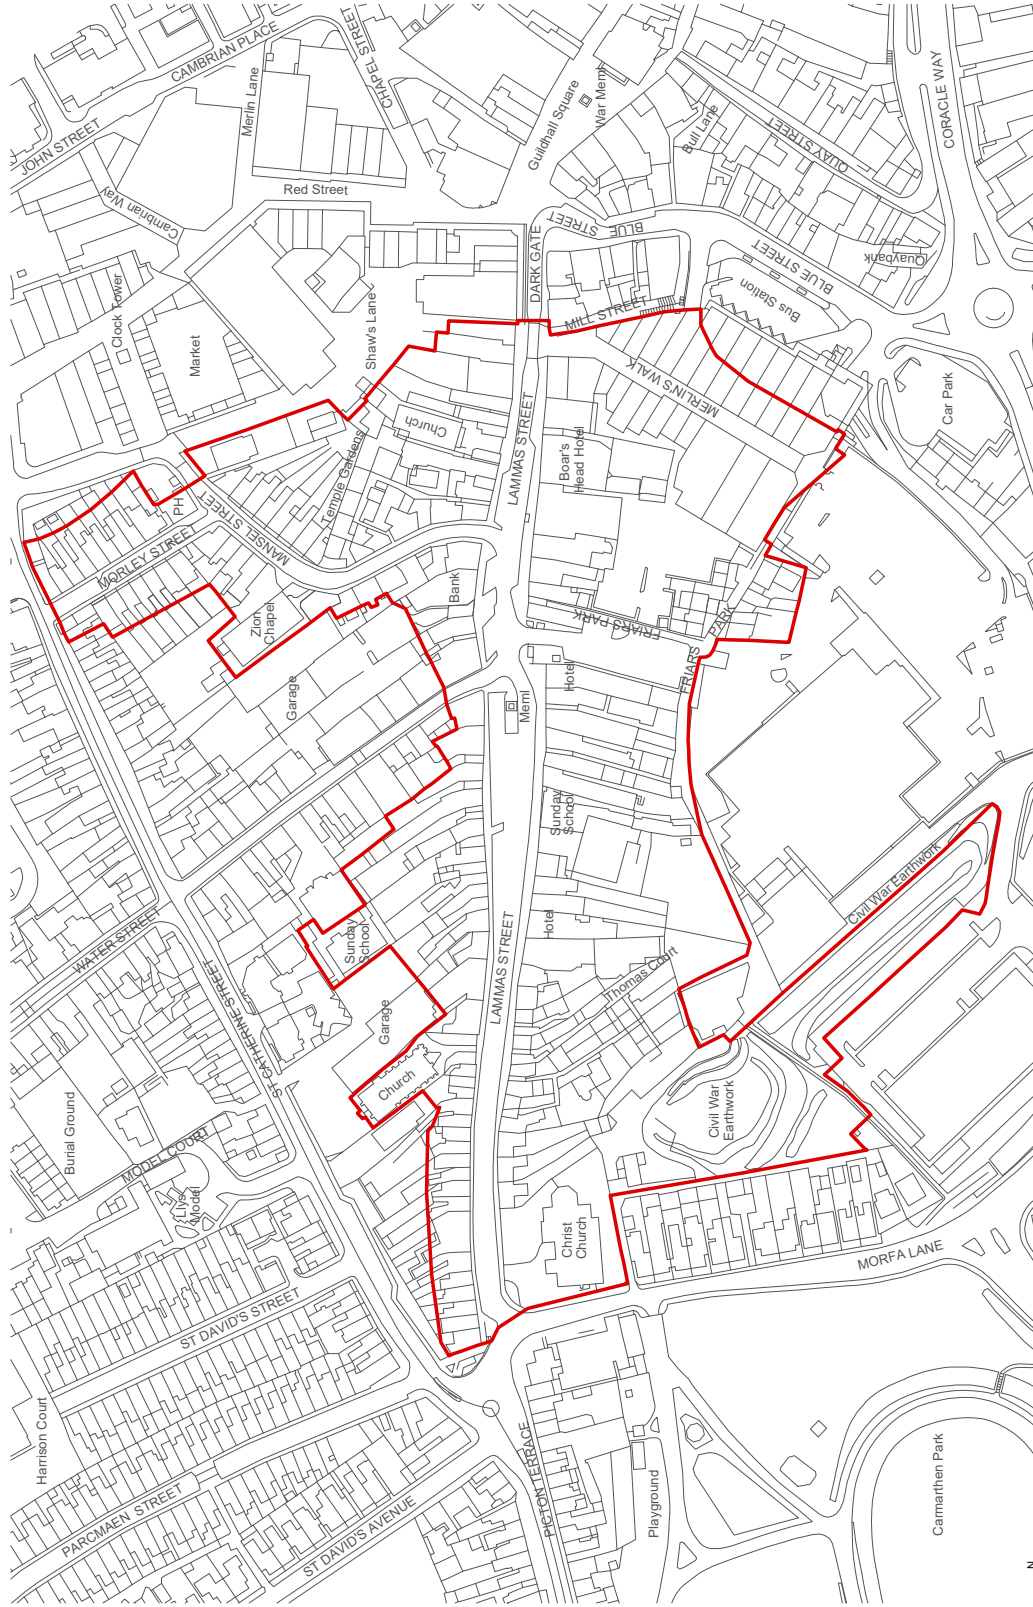 CAMBRIAN PLACE
CHAPEL STREET
JOHN STREET
Merlin Lane
Cambrian Way
Red Street
Guildhall Square
War Meml
Bull Lane
QUAY STREET
CORACLE WAY
Clock Tower
Market
Shaw's Lane
DARK GATE
BLUE
STREET
MILL STREET
BLUE STREET
Quaybank
Bus Station
Car Park
Church
Temple Gardens
LAMMAS STREET
Boar's
Head Hotel
MERLIN'S WALK
PH
MANSEL STREET
MORLEY STREET
Zion
Chapel
Bank
FRIARS PARK
FRIARS
PARK
Garage
Meml
Hotel
Sunday
School
WATER STREET
ST CATHERINE STREET
Sunday
School
Garage
Church
LAMMAS STREET
Hotel
Thomas Court
Civil War Earthwork
Civil War
Earthwork
Burial Ground
MODEL COURT
Llys
Model
Christ
Church
MORFA LANE
ST DAVID'S STREET
Harrison Court
PARCMAEN STREET
ST DAVID'S AVENUE
PICTON TERRACE
Playground
Carmarthen Park
N